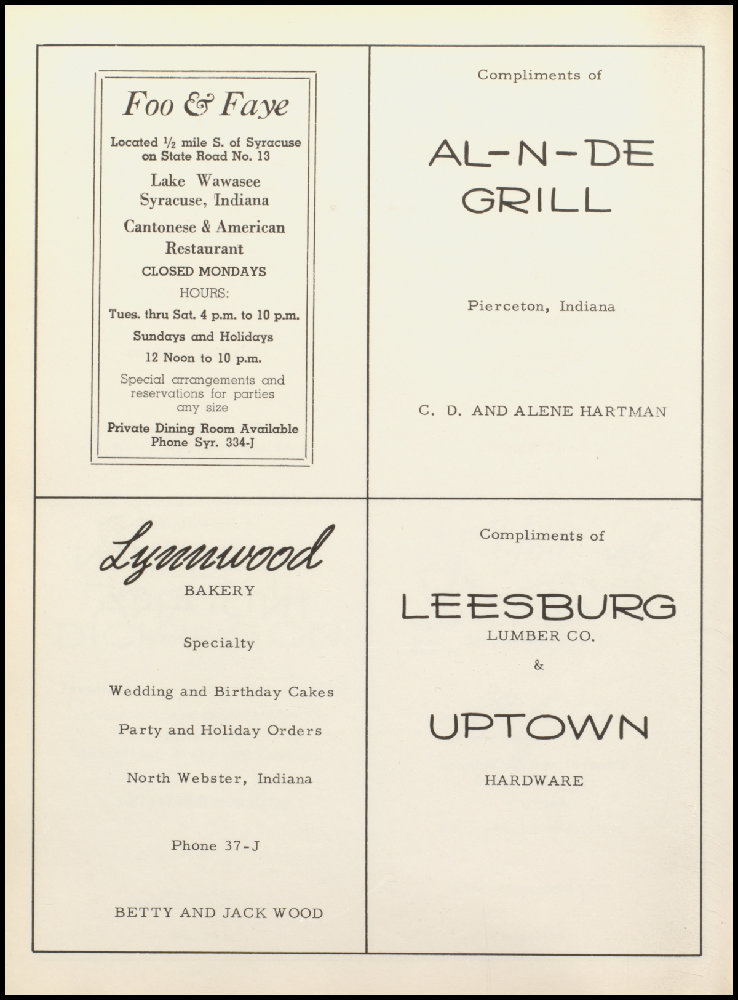 Foo & Faye
Located ½ mile S. of Syracuse
on State Road No. 13
Lake Wawasee
Syracuse, Indiana
Cantonese & American
Restaurant
CLOSED MONDAYS
HOURS:
Tues. thru Sat. 4 p.m. to 10 p.m.
Sundays and Holidays
12 Noon to 10 p.m.
Special arrangements and
reservations for parties
any size
Private Dining Room Available
Phone Syr. 334-J
Compliments of
AL-N-DE
GRILL
Pierceton, Indiana
C. D. AND ALENE HARTMAN
Lynnwood
BAKERY
Specialty
Wedding and Birthday Cakes
Party and Holiday Orders
North Webster, Indiana
Phone 37-J
BETTY AND JACK WOOD
Compliments of
LEESBURG
LUMBER CO.
&
UPTOWN
HARDWARE